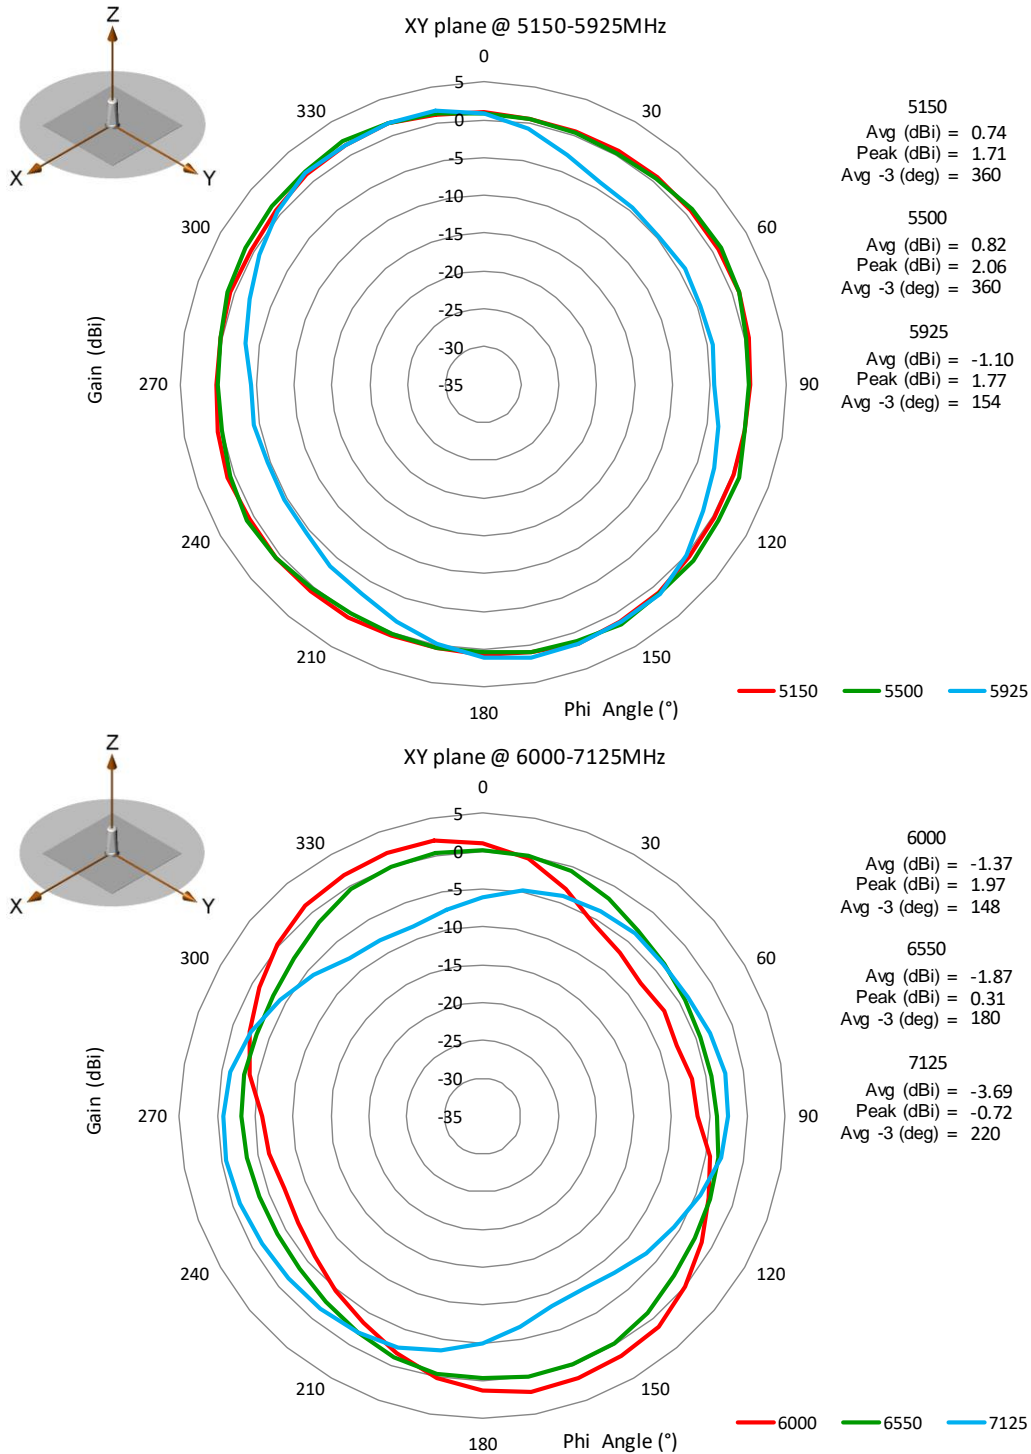 Z
X
Y
XY plane @ 5150-5925MHz
0
30
60
90
120
150
180
210
240
270
300
330
5
0
-5
-10
-15
-20
-25
-30
-35
Gain (dBi)
Phi Angle (°)
5150
Avg (dBi) = 0.74
Peak (dBi) = 1.71
Avg -3 (deg) = 360
5500
Avg (dBi) = 0.82
Peak (dBi) = 2.06
Avg -3 (deg) = 360
5925
Avg (dBi) = -1.10
Peak (dBi) = 1.77
Avg -3 (deg) = 154
5150 5500 5925
Z
X
Y
XY plane @ 6000-7125MHz
0
30
60
90
120
150
180
210
240
270
300
330
5
0
-5
-10
-15
-20
-25
-30
-35
Gain (dBi)
Phi Angle (°)
6000
Avg (dBi) = -1.37
Peak (dBi) = 1.97
Avg -3 (deg) = 148
6550
Avg (dBi) = -1.87
Peak (dBi) = 0.31
Avg -3 (deg) = 180
7125
Avg (dBi) = -3.69
Peak (dBi) = -0.72
Avg -3 (deg) = 220
6000 6550 7125